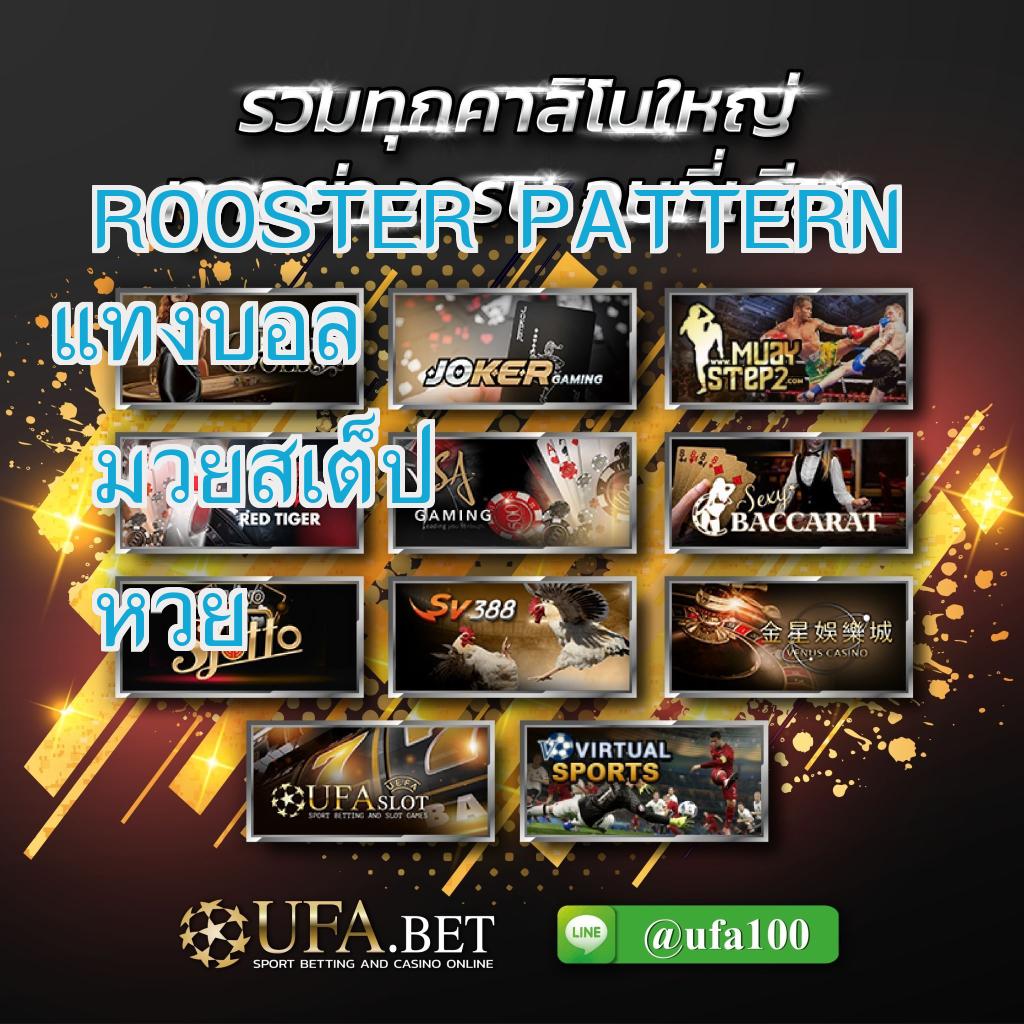 รวมทุกคาสิโนใหญ่
ROOSTER PATTERN
แทงบอล
JOKER GAMING
MUAY
STEP2.COM
มวยสเต็ป
RED TIGER
SA
GAMING
Sexy
BACCARAT
หวย
SV388
金星娛樂城
VENUS CASINO
UEFA
UFASLOT
SPORT BETTING AND SLOT GAMES
VIRTUAL
SPORTS
UFA.BET
SPORT BETTING AND CASINO ONLINE
LINE
@ufa100